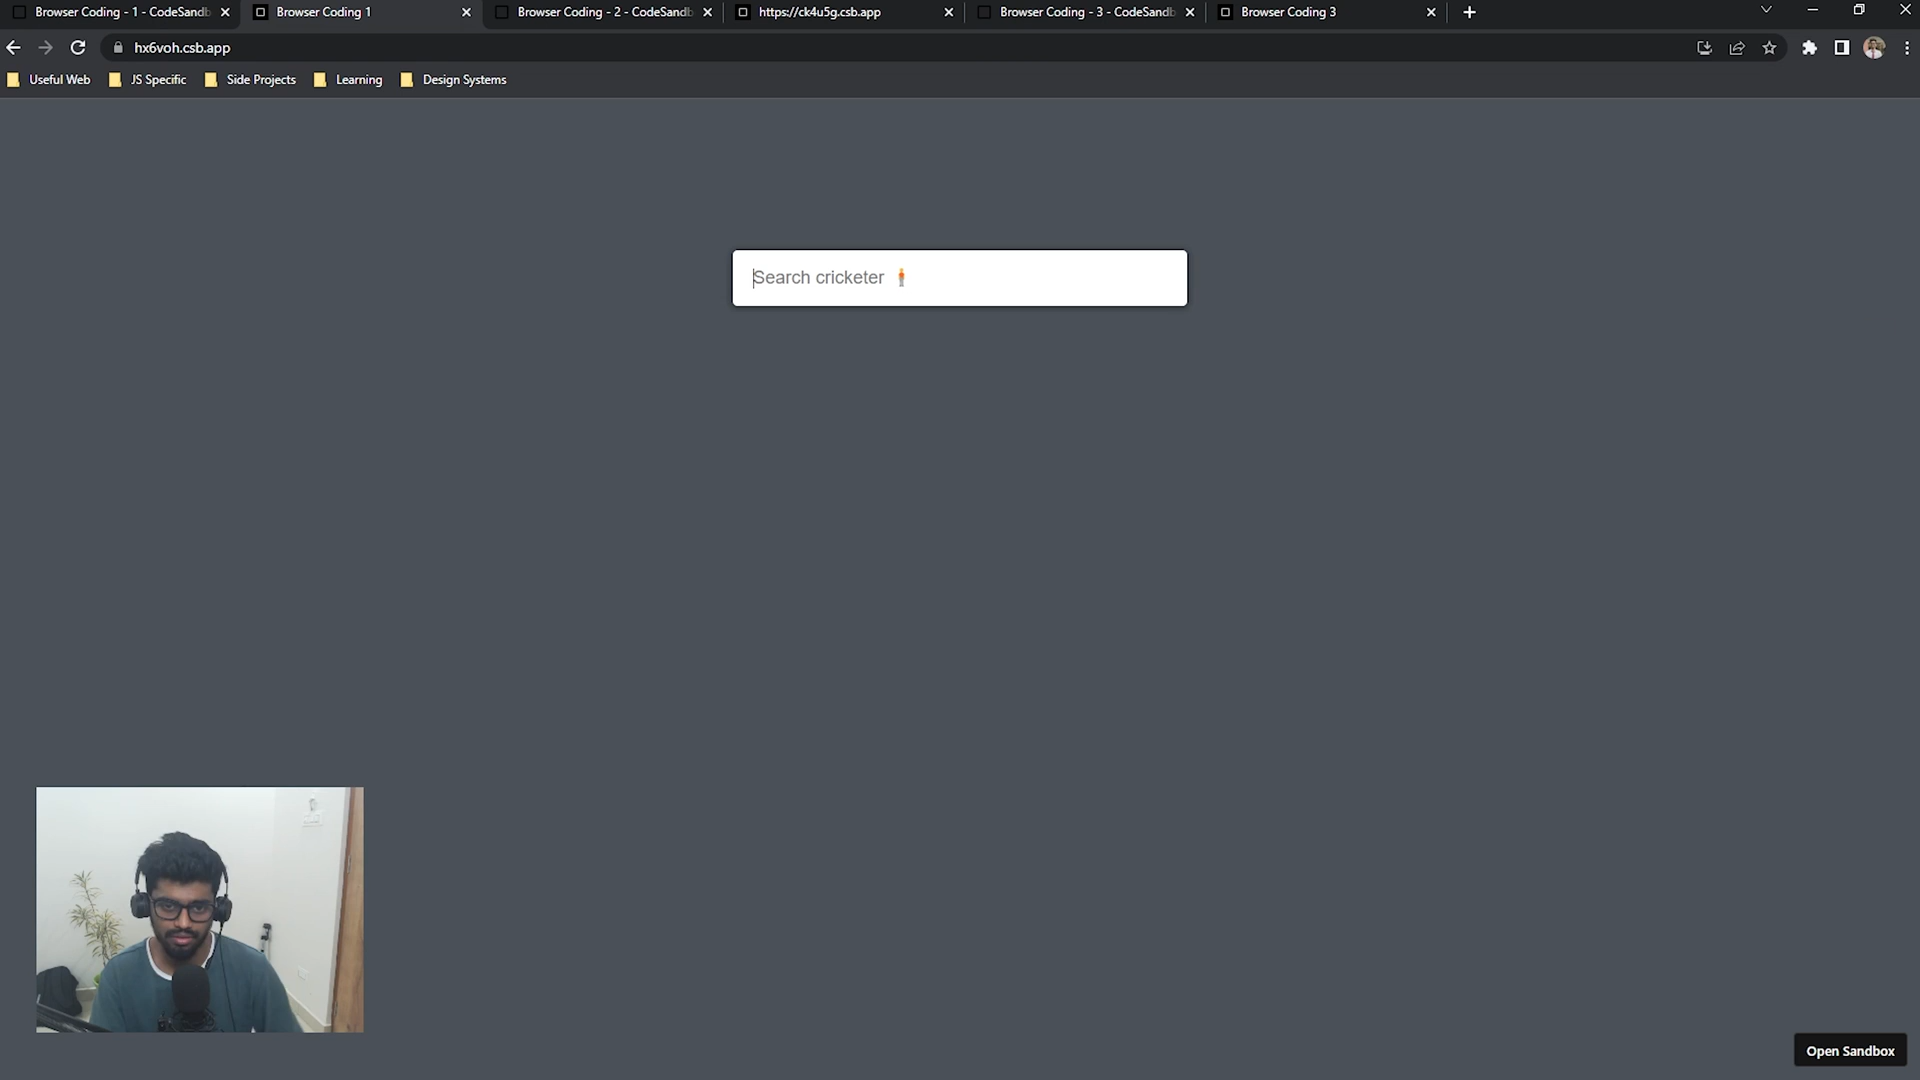 Browser Coding - 1 - CodeSandb
Browser Coding 1
Browser Coding - 2 - CodeSandb
https://ck4u5g.csb.app
Browser Coding - 3 - CodeSandb
Browser Coding 3
hx6voh.csb.app
Useful Web
JS Specific
Side Projects
Learning
Design Systems
Search cricketer 🧍
Open Sandbox